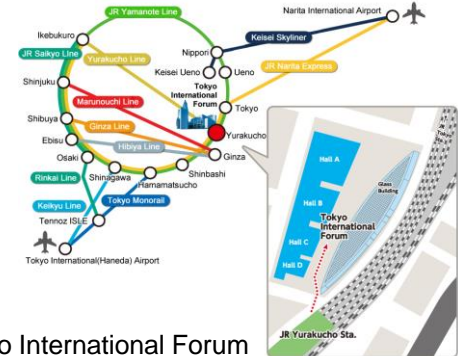 JR Yamanote Line
Narita International Airport
Ikebukuro
Keisei Skyliner
JR Saikyo Line
Yurakucho Line
Nippori
Keisei Ueno
Ueno
JR Narita Express
Shinjuku
Tokyo
International
Forum
Marunouchi Line
Tokyo
Shibuya
Ginza Line
Yurakucho
Ebisu
Hibiya Line
Ginza
Osaki
Shinbashi
Rinkai Line
Shinagawa
Hamamatsucho
Keikyu Line
Tokyo Monorail
Tennoz ISLE
Tokyo International(Haneda) Airport
Hall A
Glass
Building
Hall B
Tokyo
International
Forum
Hall C
Hall D
JR Yurakucho Sta.
o International Forum